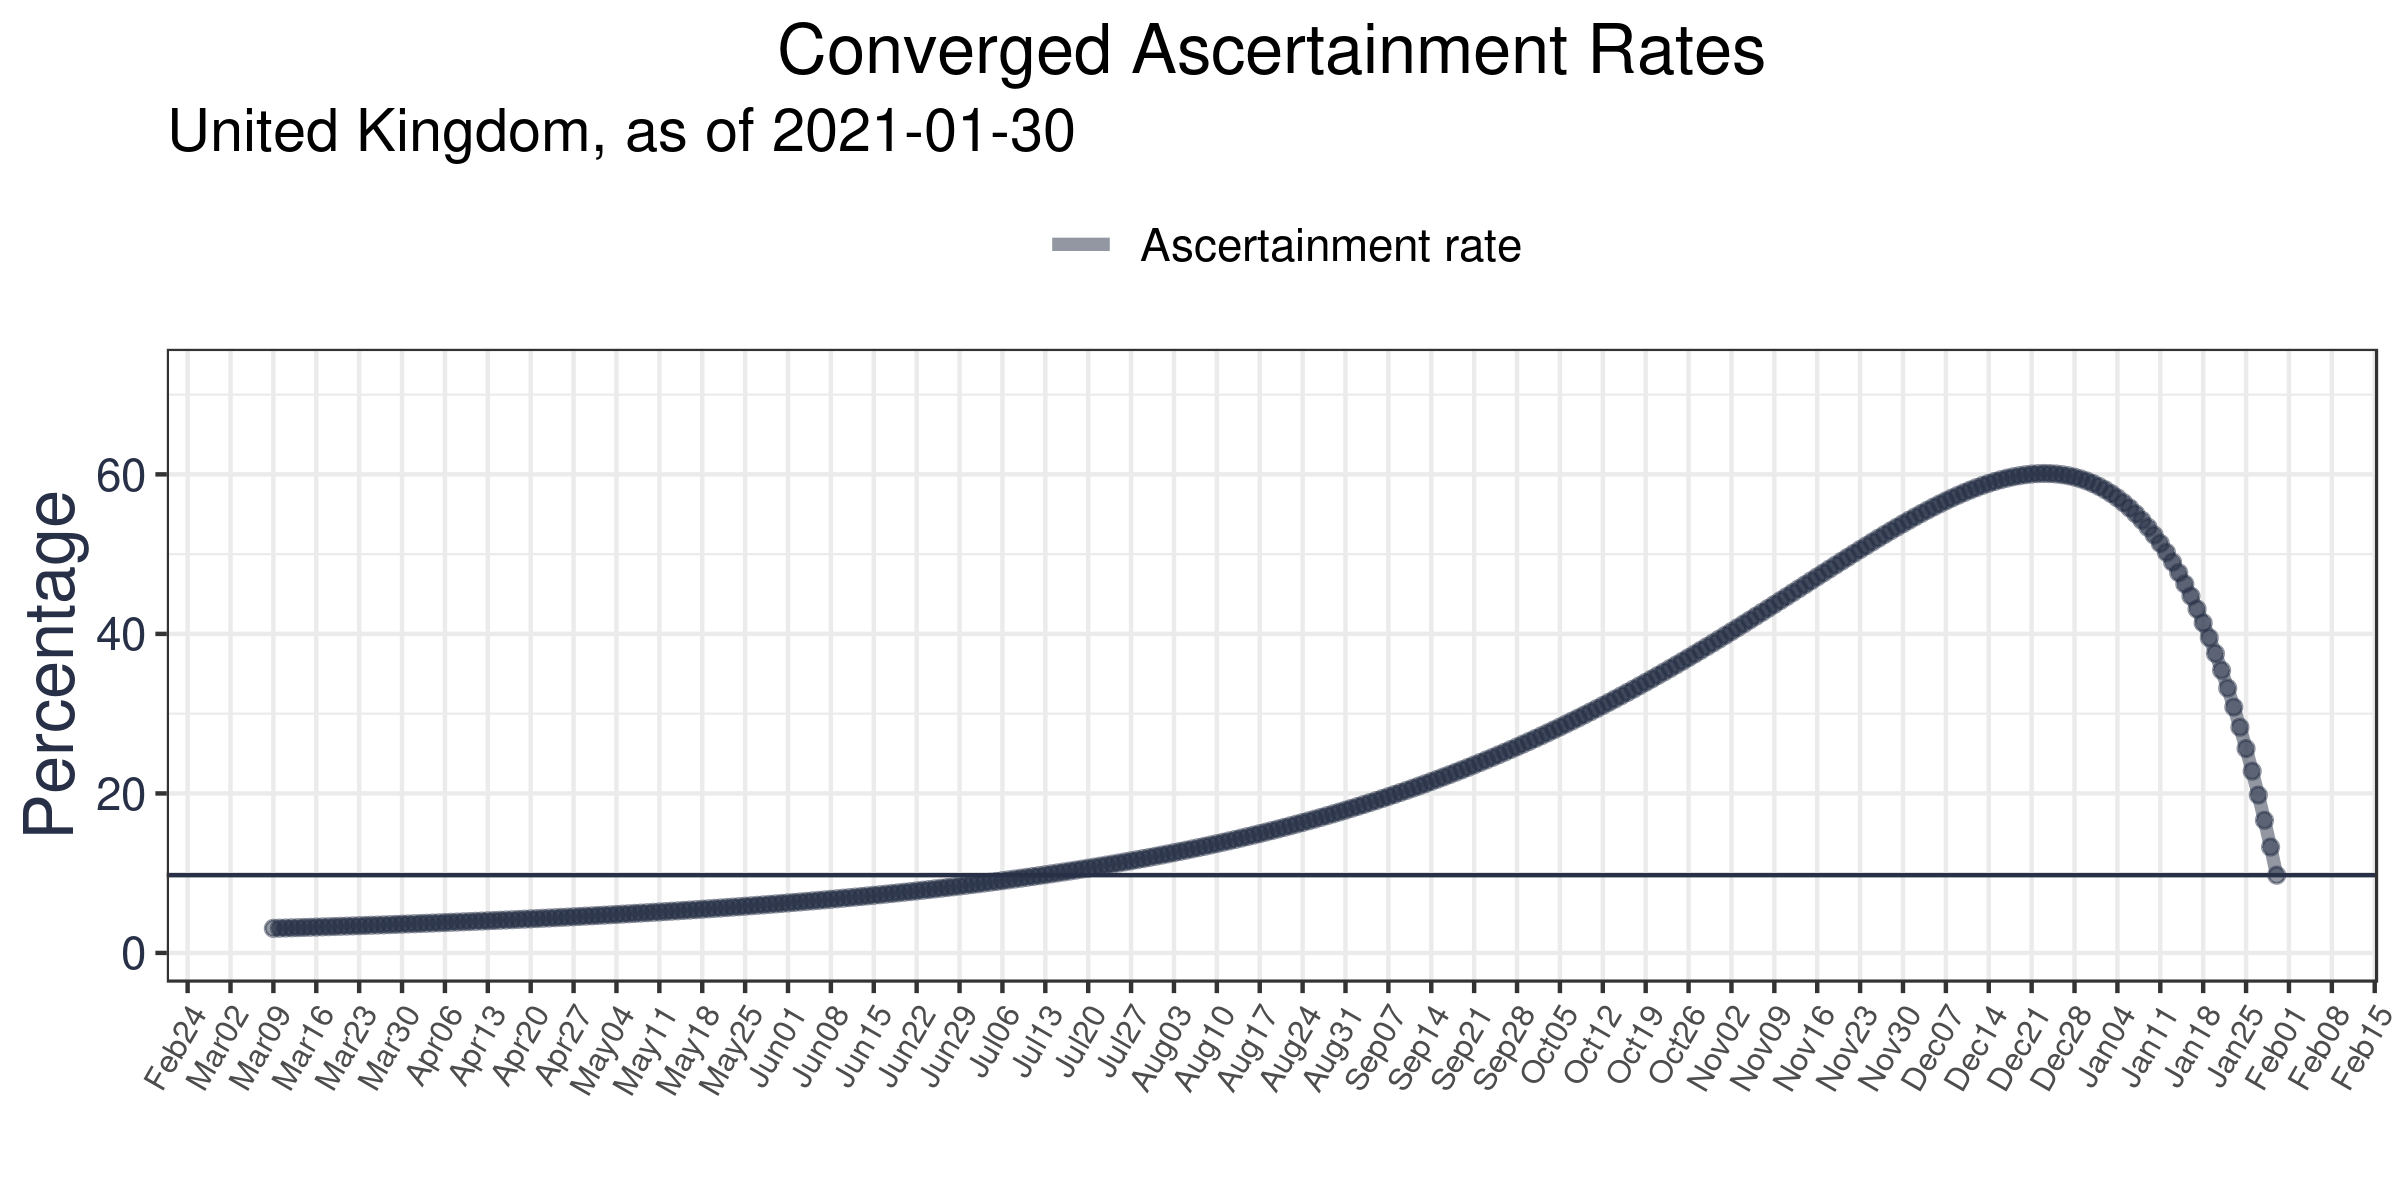 Converged Ascertainment Rates
United Kingdom, as of 2021-01-30
Ascertainment rate
Percentage
60
40
20
0
Feb24 Mar02 Mar09 Mar16 Mar23 Mar30 Apr06 Apr13 Apr20 Apr27 May04 May11 May18 May25 Jun01 Jun08 Jun15 Jun22 Jun29 Jul06 Jul13 Jul20 Jul27 Aug03 Aug10 Aug17 Aug24 Aug31 Sep07 Sep14 Sep21 Sep28 Oct05 Oct12 Oct19 Oct26 Nov02 Nov09 Nov16 Nov23 Nov30 Dec07 Dec14 Dec21 Dec28 Jan04 Jan11 Jan18 Jan25 Feb01 Feb08 Feb15